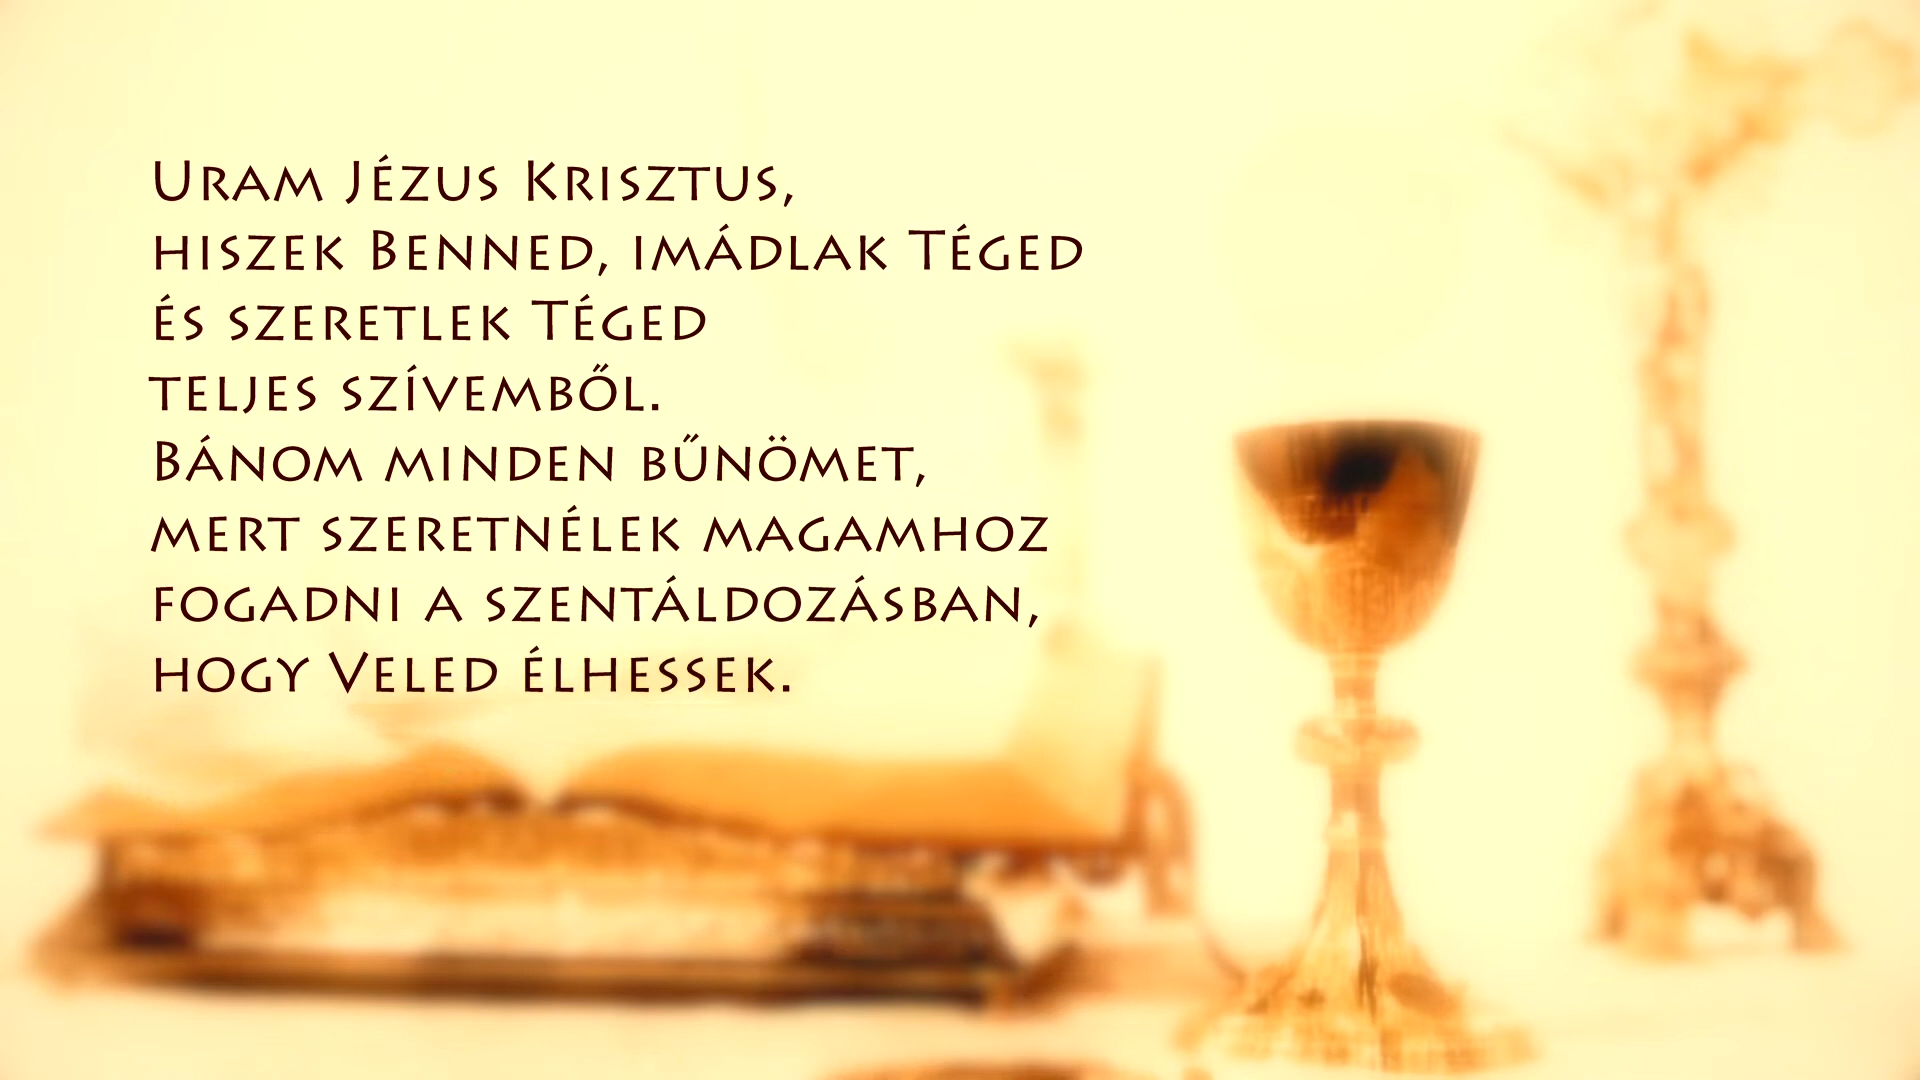 Uram Jézus Krisztus,
hiszek Benned, imádlak Téged
és szeretlek Téged
teljes szívemből.
Bánom minden bűnömet,
mert szeretnélek magamhoz
fogadni a szentáldozásban,
hogy Veled élhessek.